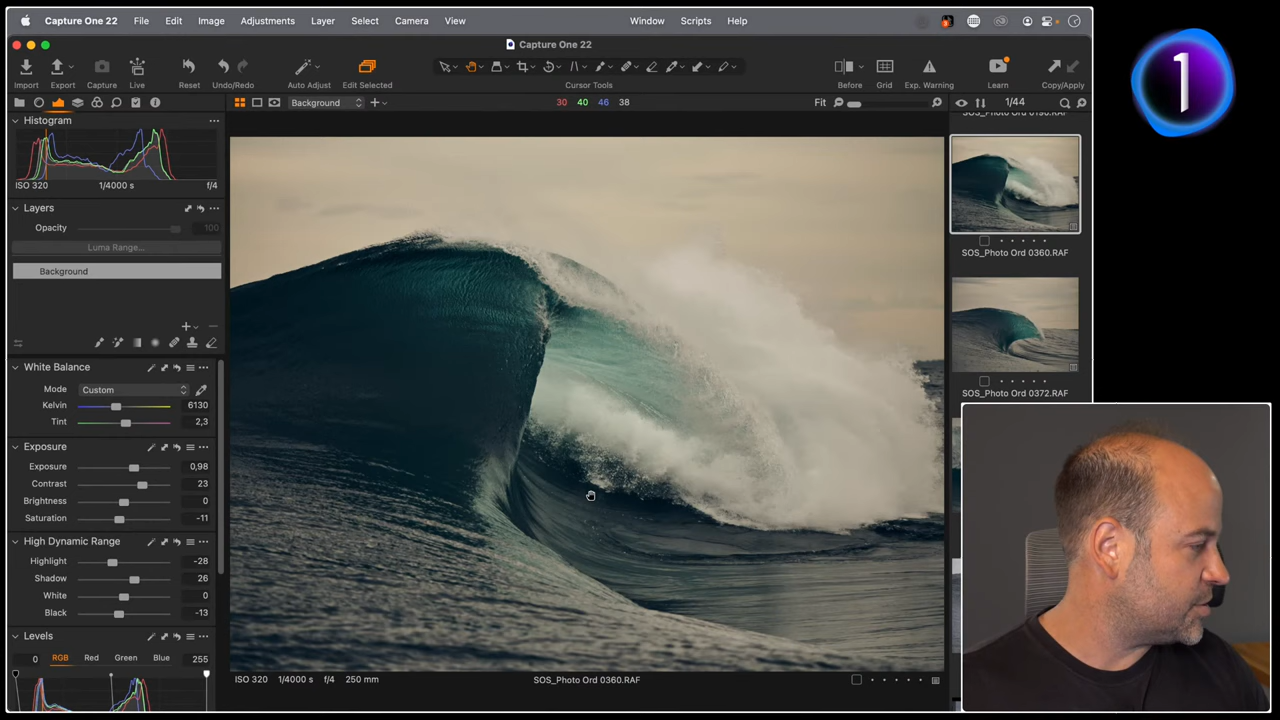 Capture One 22 File Edit Image Adjustments Layer Select Camera View Window Scripts Help
Capture One 22
Import Export Capture Live Reset Undo/Redo Auto Adjust Edit Selected Cursor Tools Before Grid Exp. Warning Learn Copy/Apply
Background 30 40 46 38 Fit 1/44
Histogram
ISO 320 1/4000 s f/4
Layers
Opacity 100
Luma Range...
Background
White Balance
Mode Custom
Kelvin 6130
Tint 2,3
Exposure
Exposure 0,98
Contrast 23
Brightness 0
Saturation -11
High Dynamic Range
Highlight -28
Shadow 26
White 0
Black -13
Levels
0 RGB Red Green Blue 255
ISO 320 1/4000 s f/4 250 mm SOS_Photo Ord 0360.RAF
SOS_Photo Ord 0360.RAF
SOS_Photo Ord 0372.RAF
1